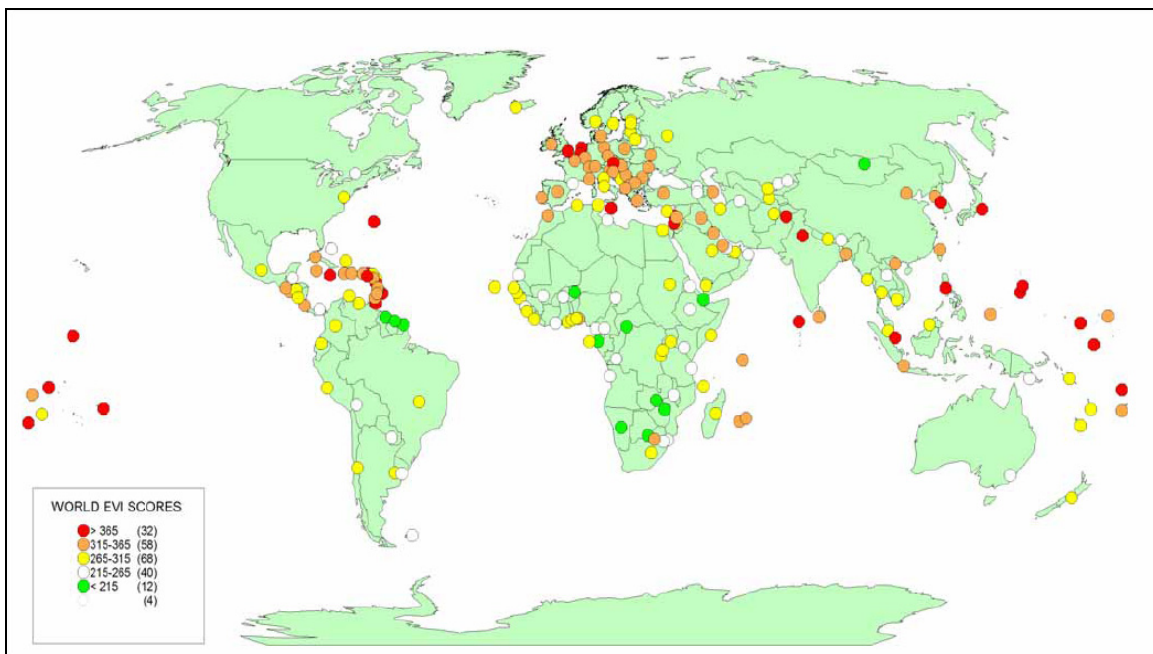 WORLD EVI SCORES
> 365 (32)
315-365 (58)
265-315 (68)
215-265 (40)
< 215 (12)
(4)